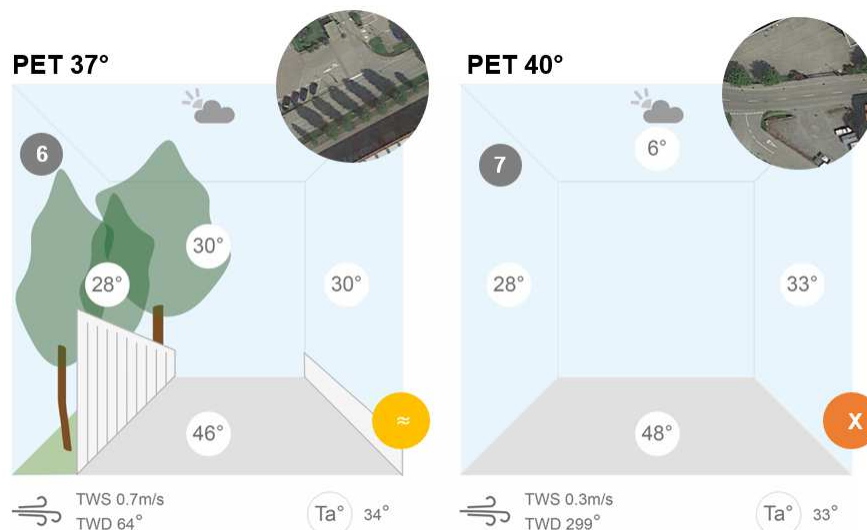 PET 37°
6
30°
28°
30°
46°
≈
TWS 0.7m/s
TWD 64°
Ta° 34°
PET 40°
6°
7
28°
33°
48°
X
TWS 0.3m/s
TWD 299°
Ta° 33°